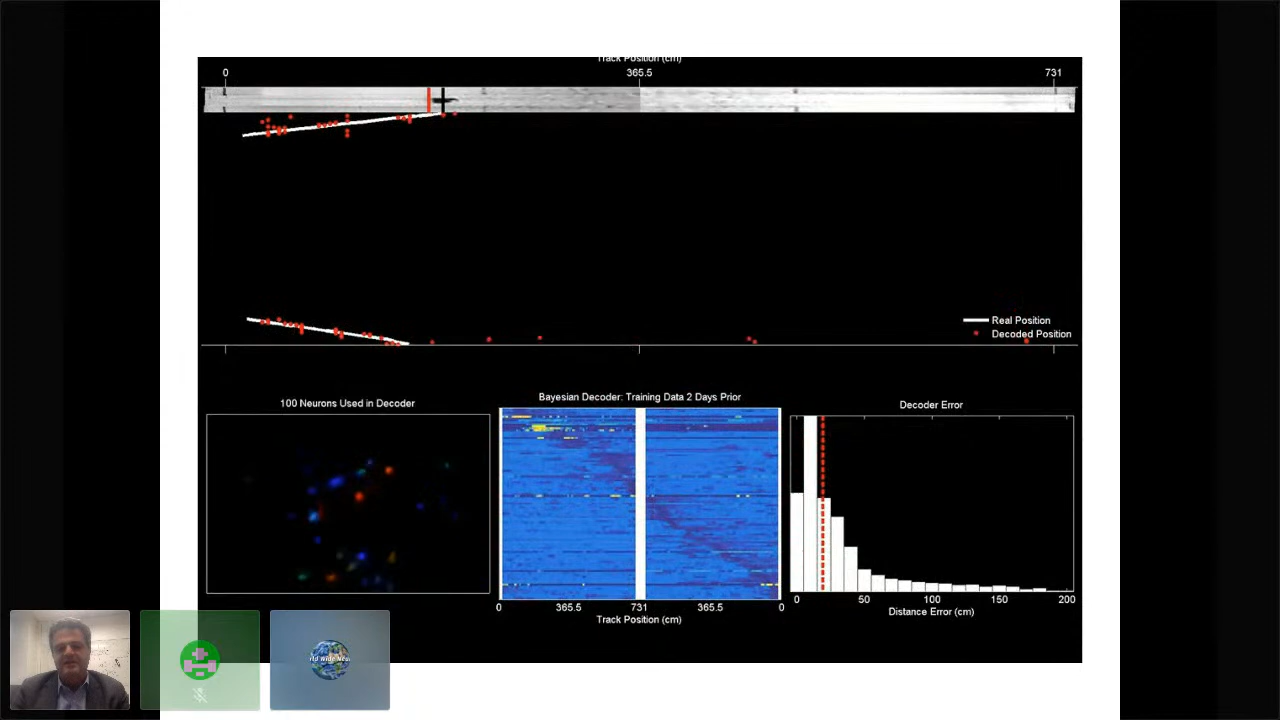 Track Position (cm)
0 365.5 731
Real Position
Decoded Position
100 Neurons Used in Decoder
Bayesian Decoder: Training Data 2 Days Prior
Decoder Error
0 365.5 731 365.5 0
Track Position (cm)
0 50 100 150 200
Distance Error (cm)